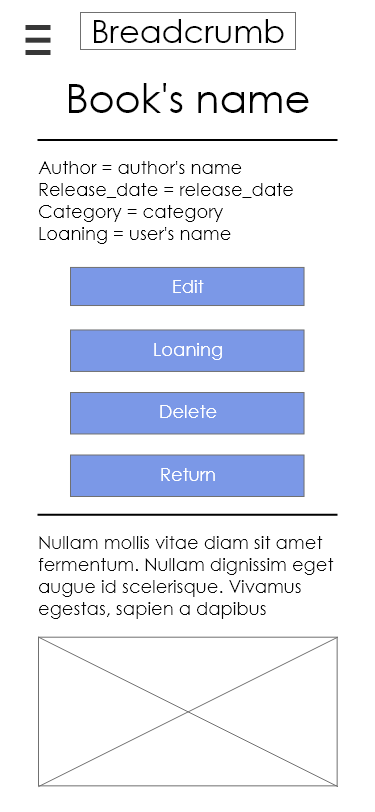 Breadcrumb
Book's name
Author = author's name
Release_date = release_date
Category = category
Loaning = user's name
Edit
Loaning
Delete
Return
Nullam mollis vitae diam sit amet
fermentum. Nullam dignissim eget
augue id scelerisque. Vivamus
egestas, sapien a dapibus